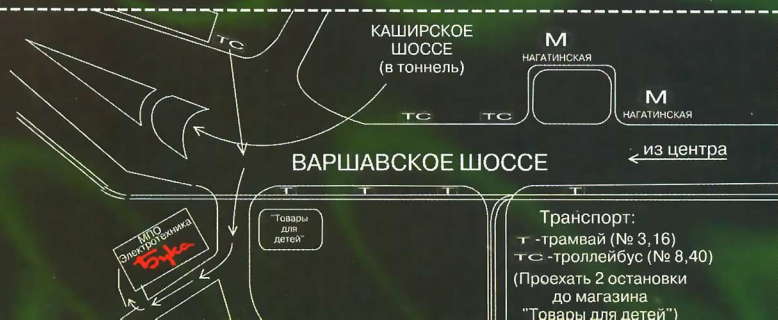 КАШИРСКОЕ
ШОССЕ
(в тоннель)
М
НАГАТИНСКАЯ
М
НАГАТИНСКАЯ
ТС
ТС
ТС
ВАРШАВСКОЕ ШОССЕ
из центра
Т
Т
Т
Т
"Товары
для
детей"
МПО
Электротехника
Бука
Транспорт:
Т -трамвай (№ 3,16)
ТС -троллейбус (№ 8,40)
(Проехать 2 остановки
до магазина
"Товары для детей")